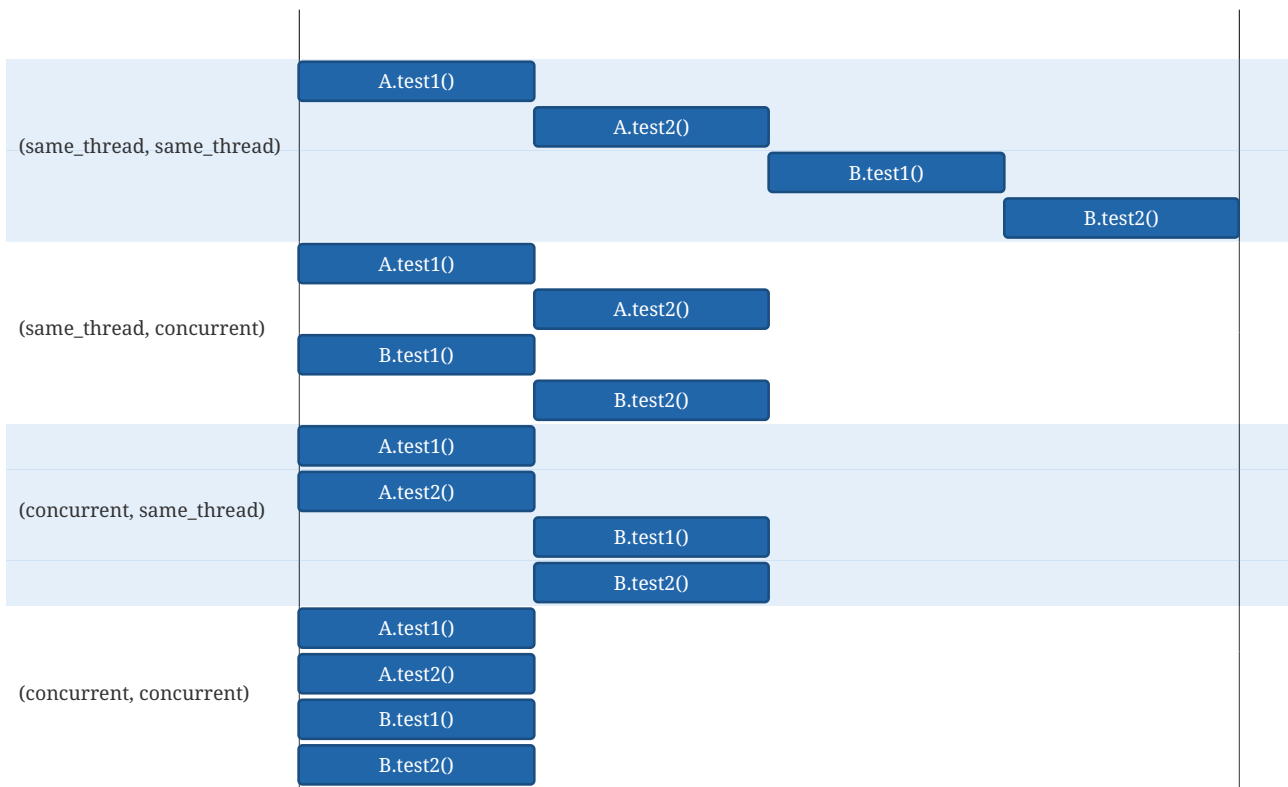 A.test1()
A.test2()
(same_thread, same_thread)
B.test1()
B.test2()
A.test1()
A.test2()
(same_thread, concurrent)
B.test1()
B.test2()
A.test1()
A.test2()
(concurrent, same_thread)
B.test1()
B.test2()
A.test1()
A.test2()
(concurrent, concurrent)
B.test1()
B.test2()